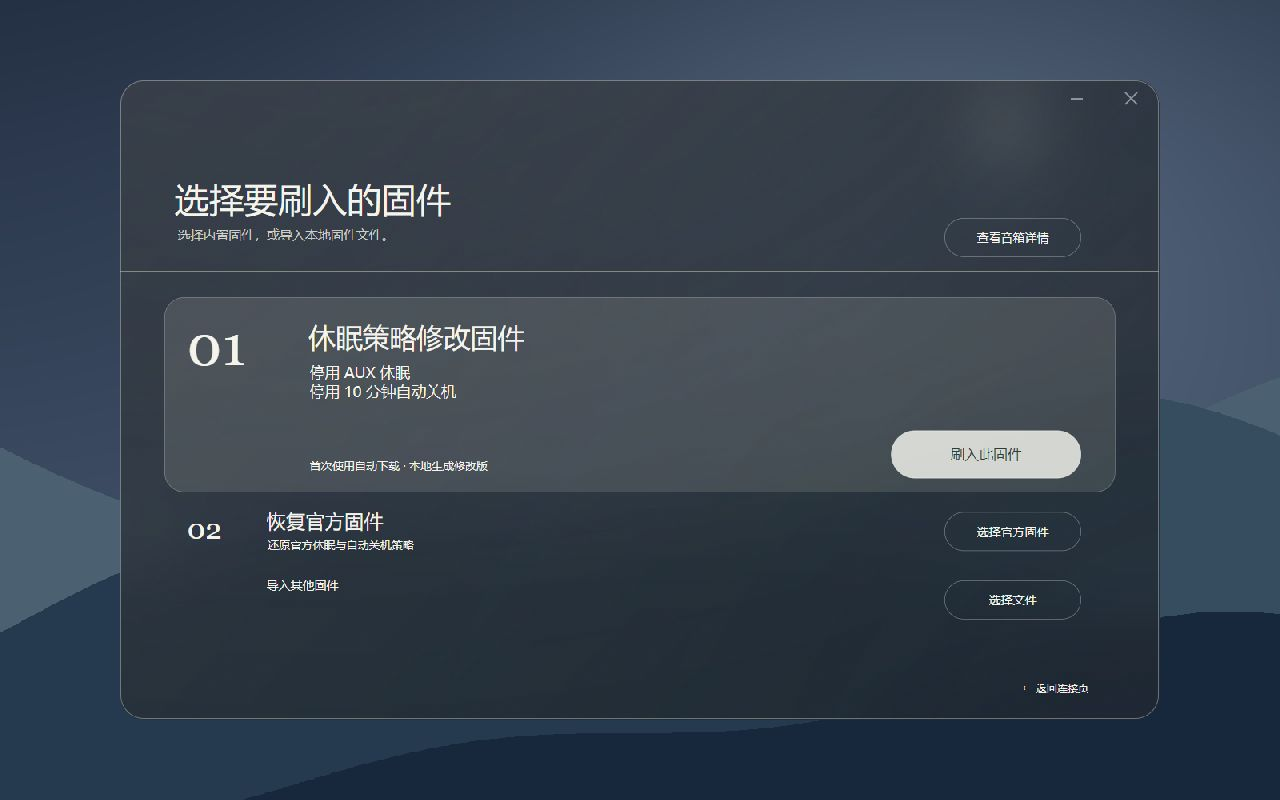 选择要刷入的固件
选择内置固件，或导入本地固件文件。
查看音箱详情
01
休眠策略修改固件
停用 AUX 休眠
停用 10 分钟自动关机
首次使用自动下载 · 本地生成修改版
刷入此固件
02
恢复官方固件
还原官方休眠与自动关机策略
选择官方固件
导入其他固件
选择文件
返回连接页